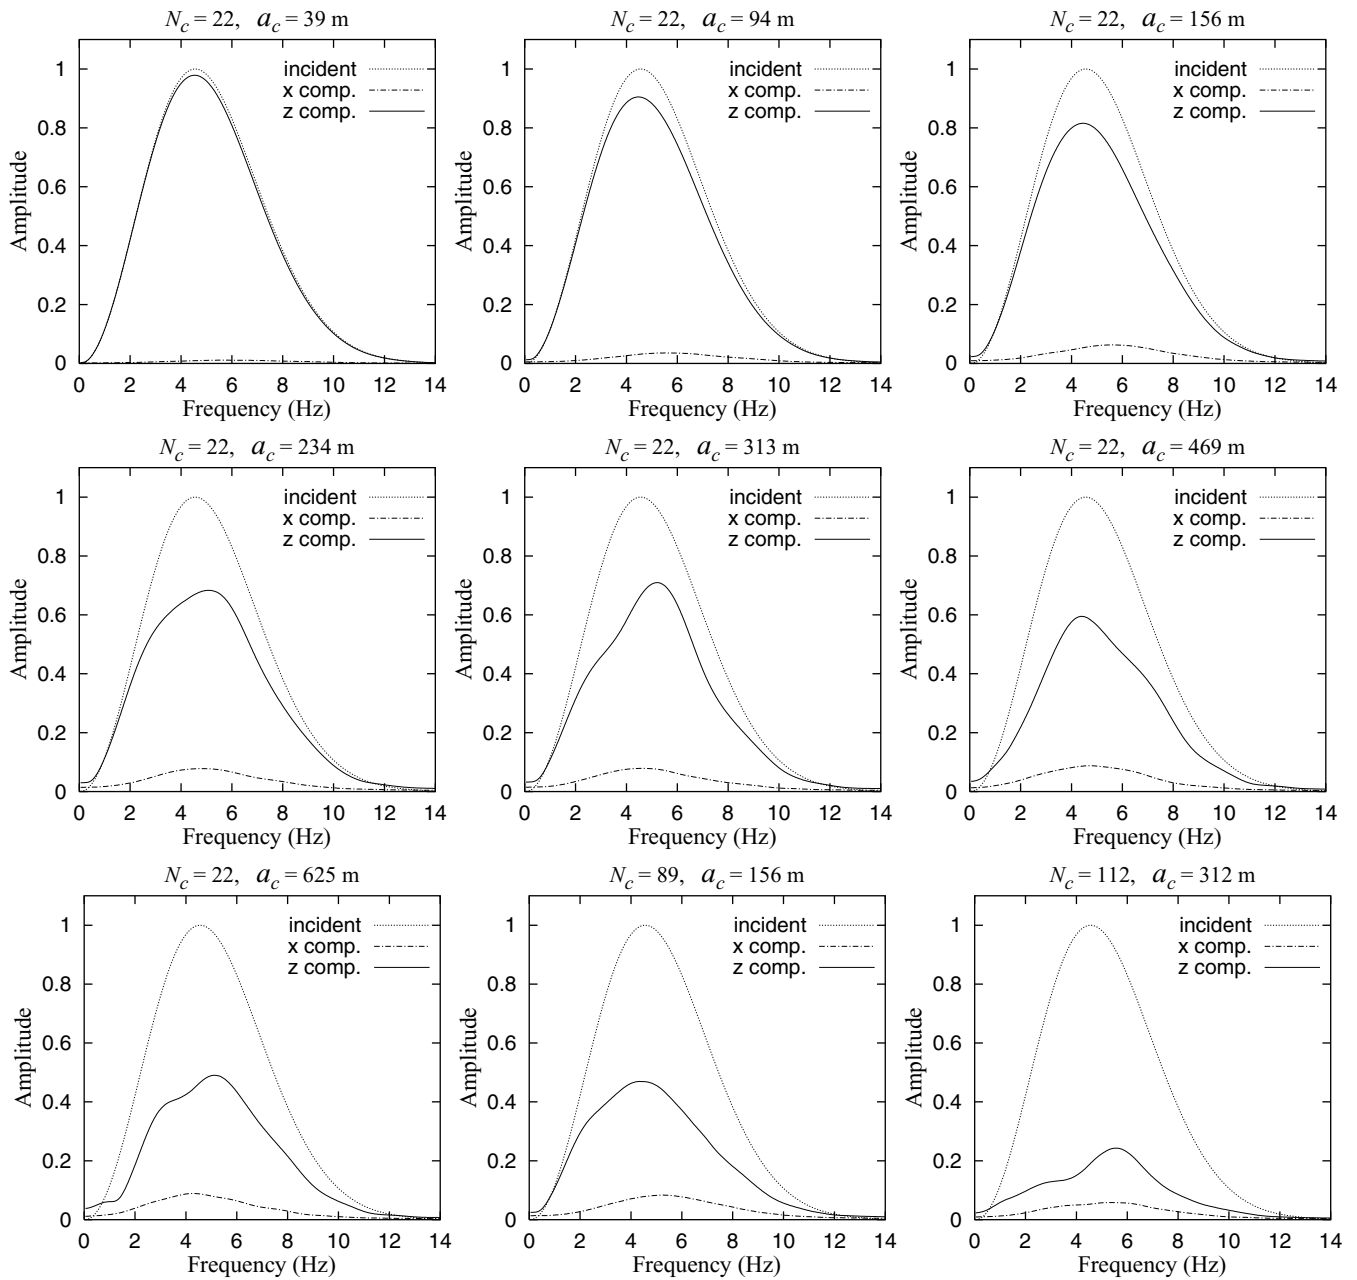 N_c = 22, a_c = 39 m
1
0.8
0.6
0.4
0.2
0
0 2 4 6 8 10 12 14
Amplitude
Frequency (Hz)
incident
x comp.
z comp.
N_c = 22, a_c = 94 m
1
0.8
0.6
0.4
0.2
0
0 2 4 6 8 10 12 14
Amplitude
Frequency (Hz)
incident
x comp.
z comp.
N_c = 22, a_c = 156 m
1
0.8
0.6
0.4
0.2
0
0 2 4 6 8 10 12 14
Amplitude
Frequency (Hz)
incident
x comp.
z comp.
N_c = 22, a_c = 234 m
1
0.8
0.6
0.4
0.2
0
0 2 4 6 8 10 12 14
Amplitude
Frequency (Hz)
incident
x comp.
z comp.
N_c = 22, a_c = 313 m
1
0.8
0.6
0.4
0.2
0
0 2 4 6 8 10 12 14
Amplitude
Frequency (Hz)
incident
x comp.
z comp.
N_c = 22, a_c = 469 m
1
0.8
0.6
0.4
0.2
0
0 2 4 6 8 10 12 14
Amplitude
Frequency (Hz)
incident
x comp.
z comp.
N_c = 22, a_c = 625 m
1
0.8
0.6
0.4
0.2
0
0 2 4 6 8 10 12 14
Amplitude
Frequency (Hz)
incident
x comp.
z comp.
N_c = 89, a_c = 156 m
1
0.8
0.6
0.4
0.2
0
0 2 4 6 8 10 12 14
Amplitude
Frequency (Hz)
incident
x comp.
z comp.
N_c = 112, a_c = 312 m
1
0.8
0.6
0.4
0.2
0
0 2 4 6 8 10 12 14
Amplitude
Frequency (Hz)
incident
x comp.
z comp.